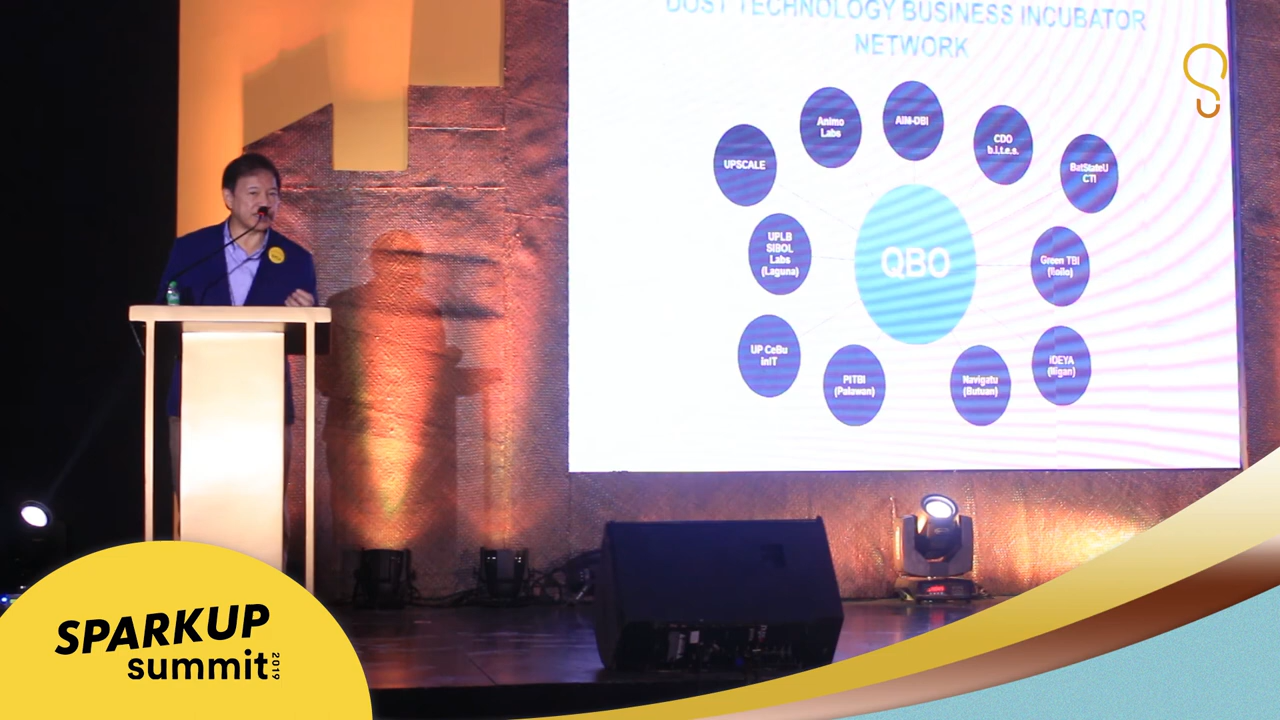 DOST TECHNOLOGY BUSINESS INCUBATOR
NETWORK
Animo
Labs
AIM-DBI
CDO
b.i.t.e.s.
UPSCALE
BatStateU
CTI
UPLB
SIBOL
Labs
(Laguna)
QBO
Green TBI
(Iloilo)
UP CeBu
inIT
PITBI
(Palawan)
Navigatu
(Butuan)
IDEYA
(Iligan)
SPARKUP
summit 2019